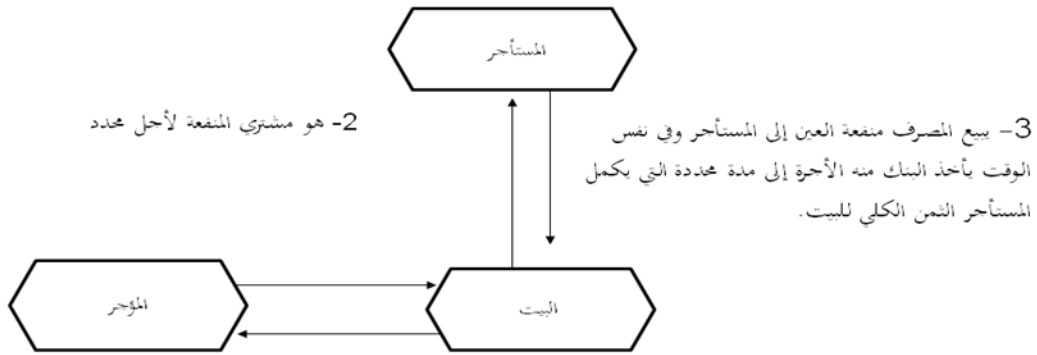 المستأجر
2- هو مشتري المنفعة لأجل محدد
3- يبيع المصرف منفعة العين إلى المستأجر وفي نفس
الوقت يأخذ البنك منه الأجرة إلى مدة محددة التي يكمل
المستأجر الثمن الكلي للبيت.
المؤجر
البيت